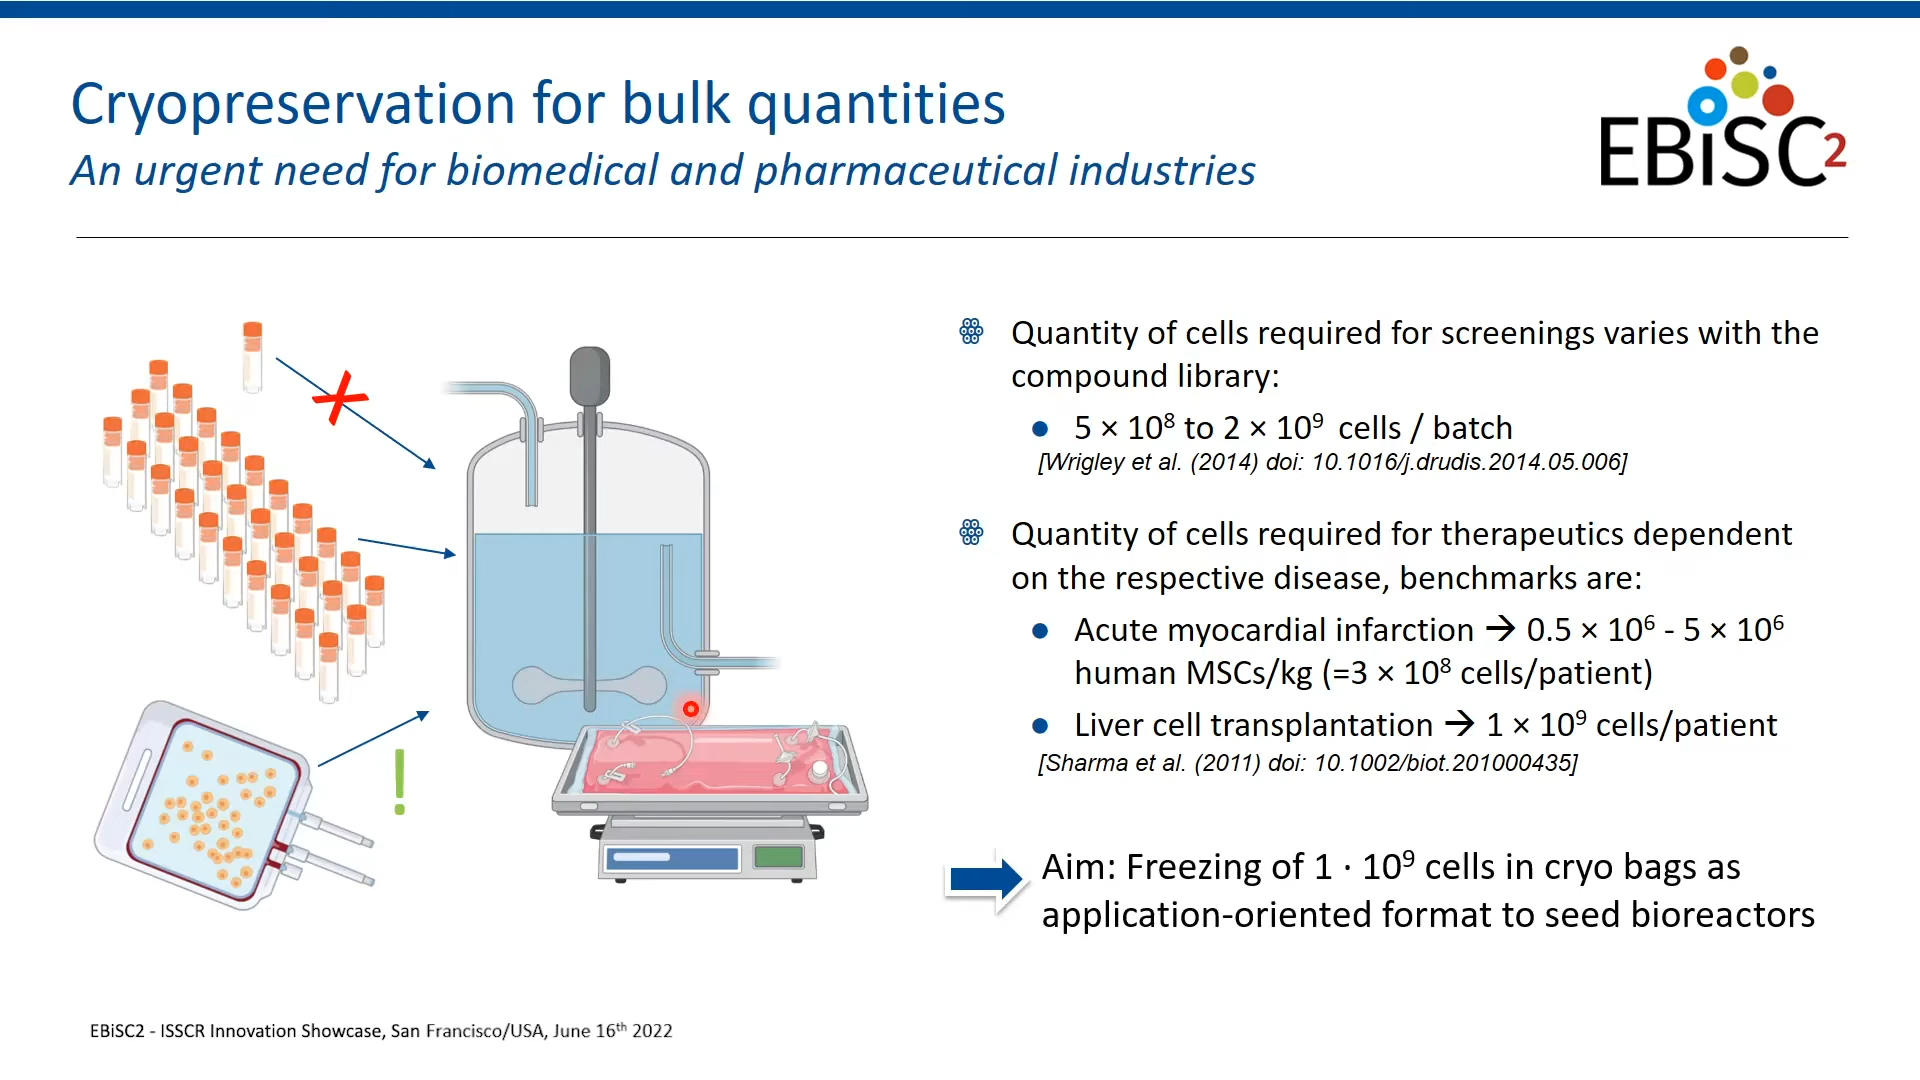 Cryopreservation for bulk quantities
An urgent need for biomedical and pharmaceutical industries
EBiSC2
Quantity of cells required for screenings varies with the
compound library:
5 × 10⁸ to 2 × 10⁹ cells / batch
[Wrigley et al. (2014) doi: 10.1016/j.drudis.2014.05.006]
Quantity of cells required for therapeutics dependent
on the respective disease, benchmarks are:
Acute myocardial infarction → 0.5 × 10⁶ - 5 × 10⁶
human MSCs/kg (=3 × 10⁸ cells/patient)
Liver cell transplantation → 1 × 10⁹ cells/patient
[Sharma et al. (2011) doi: 10.1002/biot.201000435]
Aim: Freezing of 1 · 10⁹ cells in cryo bags as
application-oriented format to seed bioreactors
!
EBiSC2 - ISSCR Innovation Showcase, San Francisco/USA, June 16th 2022